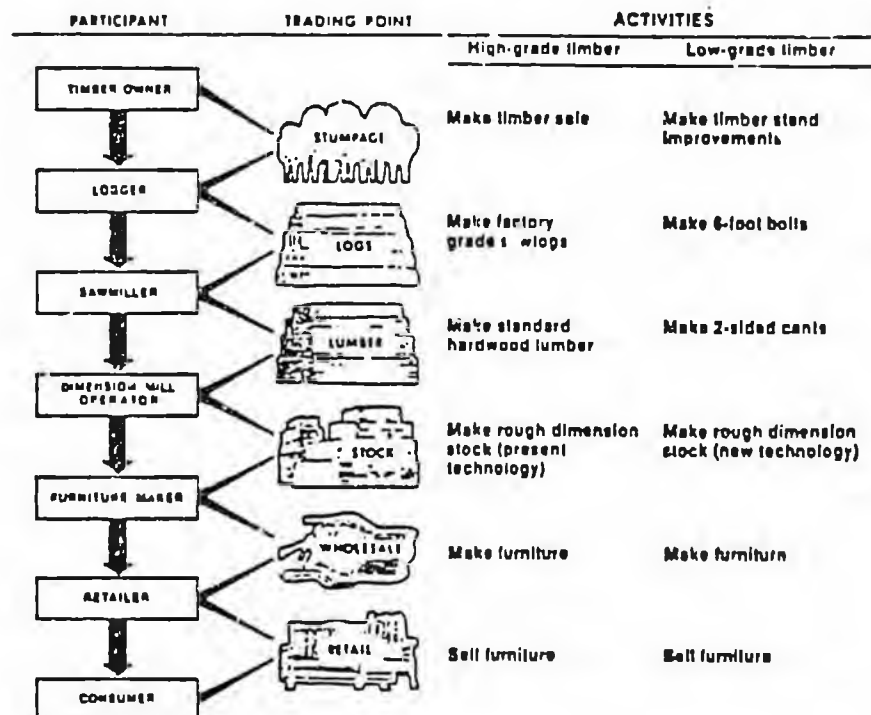 PARTICIPANT TRADING POINT ACTIVITIES
High-grade timber Low-grade timber
TIMBER OWNER
STUMPAGE
Make timber sale
Make timber stand
improvements
LOGGER
LOGS
Make factory
grade s wlogs
Make 6-foot bolts
SAWMILLER
LUMBER
Make standard
hardwood lumber
Make 2-sided cants
DIMENSION MILL
OPERATOR
STOCK
Make rough dimension
stock (present
technology)
Make rough dimension
stock (new technology)
FURNITURE MAKER
WHOLESALE
Make furniture
Make furniture
RETAILER
RETAIL
Sell furniture
Sell furniture
CONSUMER